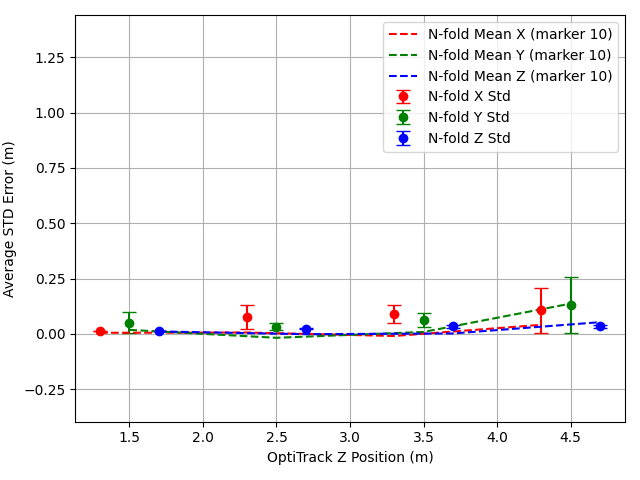 N-fold Mean X (marker 10)
N-fold Mean Y (marker 10)
N-fold Mean Z (marker 10)
N-fold X Std
N-fold Y Std
N-fold Z Std
Average STD Error (m)
1.25
1.00
0.75
0.50
0.25
0.00
−0.25
1.5 2.0 2.5 3.0 3.5 4.0 4.5
OptiTrack Z Position (m)